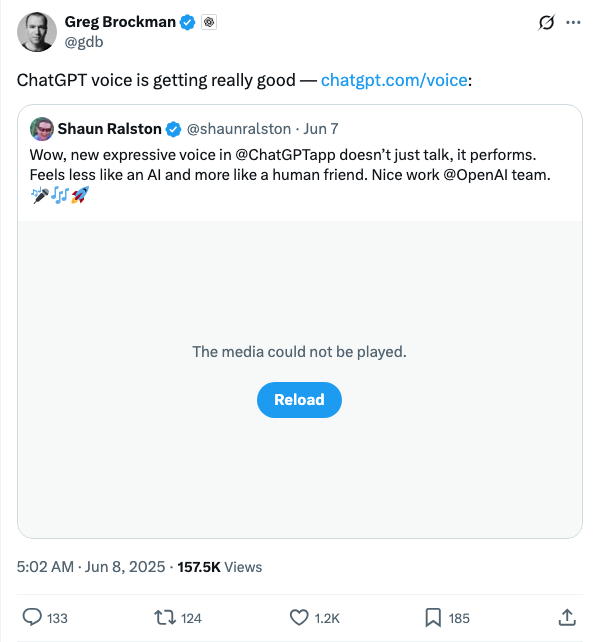 Greg Brockman
@gdb
ChatGPT voice is getting really good — chatgpt.com/voice:
Shaun Ralston @shaunralston · Jun 7
Wow, new expressive voice in @ChatGPTapp doesn’t just talk, it performs.
Feels less like an AI and more like a human friend. Nice work @OpenAI team.
🎤🎶🚀
The media could not be played.
Reload
5:02 AM · Jun 8, 2025 · 157.5K Views
133 124 1.2K 185